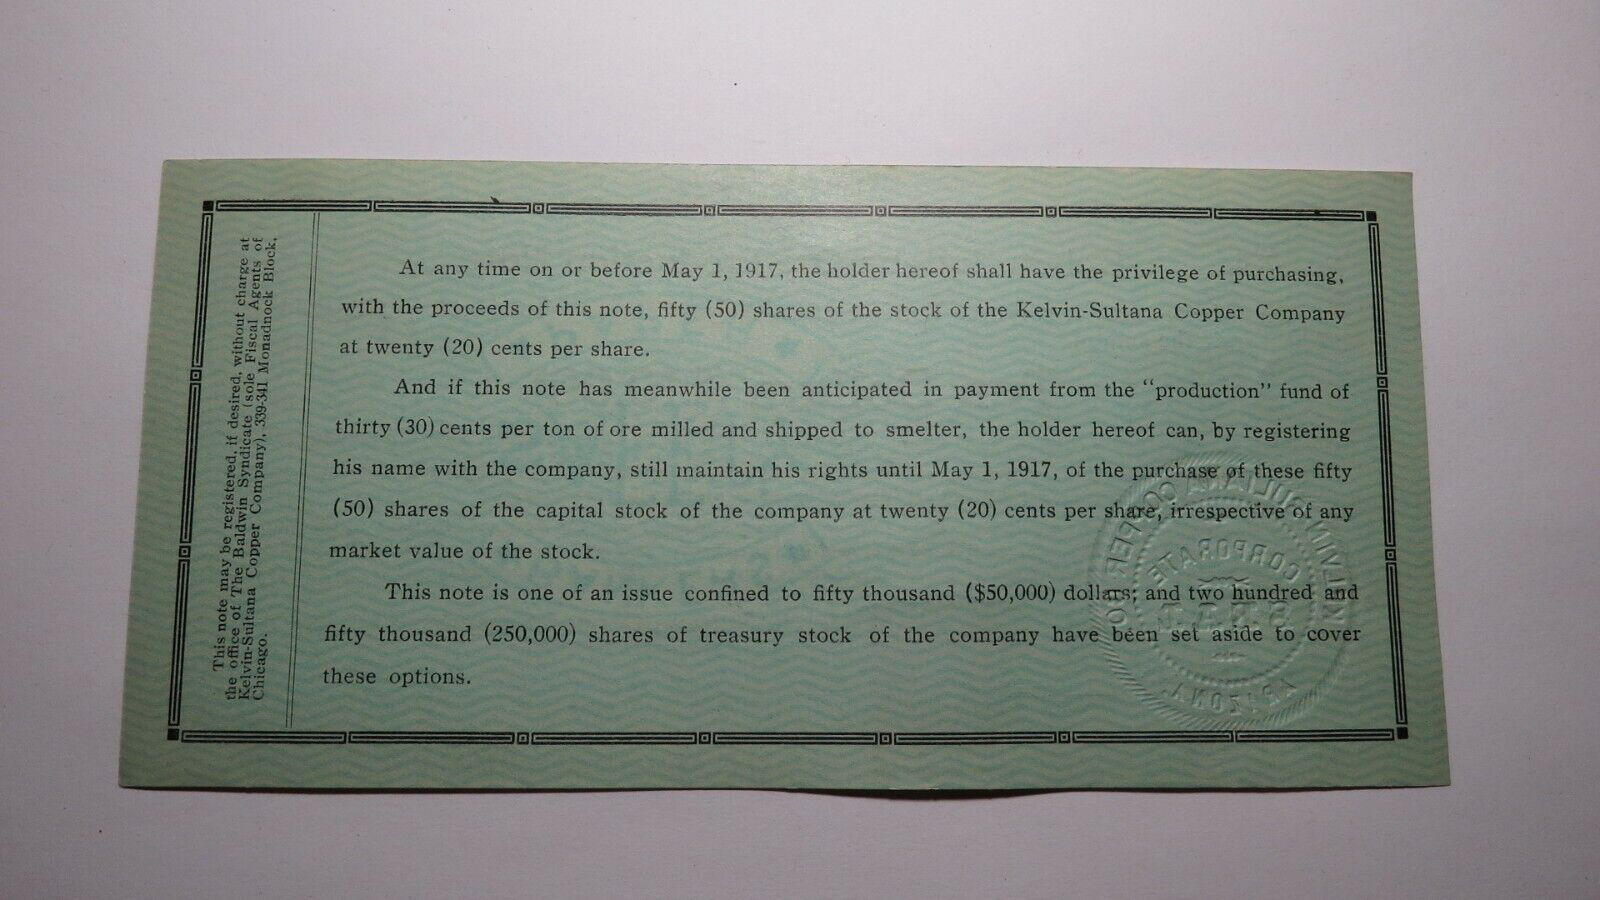 At any time on or before May 1, 1917, the holder hereof shall have the privilege of purchasing,
with the proceeds of this note, fifty (50) shares of the stock of the Kelvin-Sultana Copper Company
at twenty (20) cents per share.
And if this note has meanwhile been anticipated in payment from the "production" fund of
thirty (30) cents per ton of ore milled and shipped to smelter, the holder hereof can, by registering
his name with the company, still maintain his rights until May 1, 1917, of the purchase of these fifty
(50) shares of the capital stock of the company at twenty (20) cents per share, irrespective of any
market value of the stock.
This note is one of an issue confined to fifty thousand ($50,000) dollars; and two hundred and
fifty thousand (250,000) shares of treasury stock of the company have been set aside to cover
these options.
This note may be registered, if desired, without charge at
the office of The Baldwin Syndicate (sole Fiscal Agents of
Kelvin-Sultana Copper Company), 339-341 Monadnock Block,
Chicago.
KELVIN-SULTANA COPPER CO.
CORPORATE
ARIZONA.